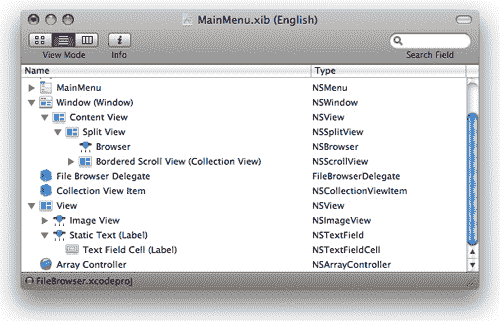 MainMenu.xib (English)
View Mode Info Search Field
Name Type
MainMenu NSMenu
Window (Window) NSWindow
Content View NSView
Split View NSSplitView
Browser NSBrowser
Bordered Scroll View (Collection View) NSScrollView
File Browser Delegate FileBrowserDelegate
Collection View Item NSCollectionViewItem
View NSView
Image View NSImageView
Static Text (Label) NSTextField
Text Field Cell (Label) NSTextFieldCell
Array Controller NSArrayController
FileBrowser.xcodeproj